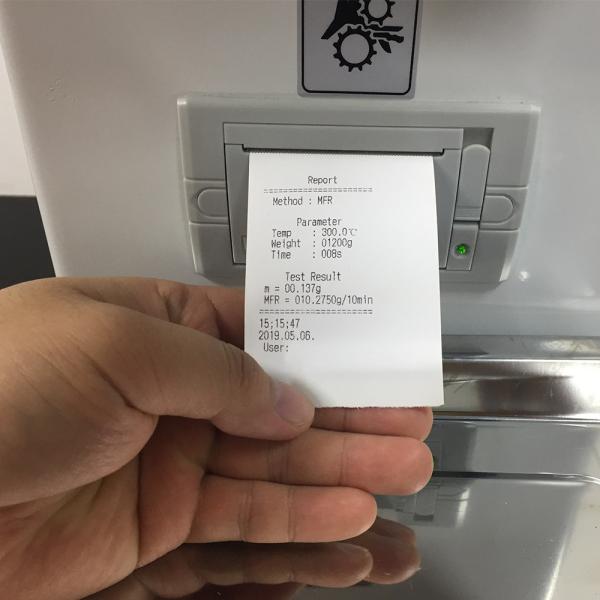 Report
========================
Method : MFR
Parameter
Temp : 300.0℃
Weight : 01200g
Time : 008s
Test Result
m = 00.137g
MFR = 010.2750g/10min
========================
15:15:47
2019.05.06.
User: